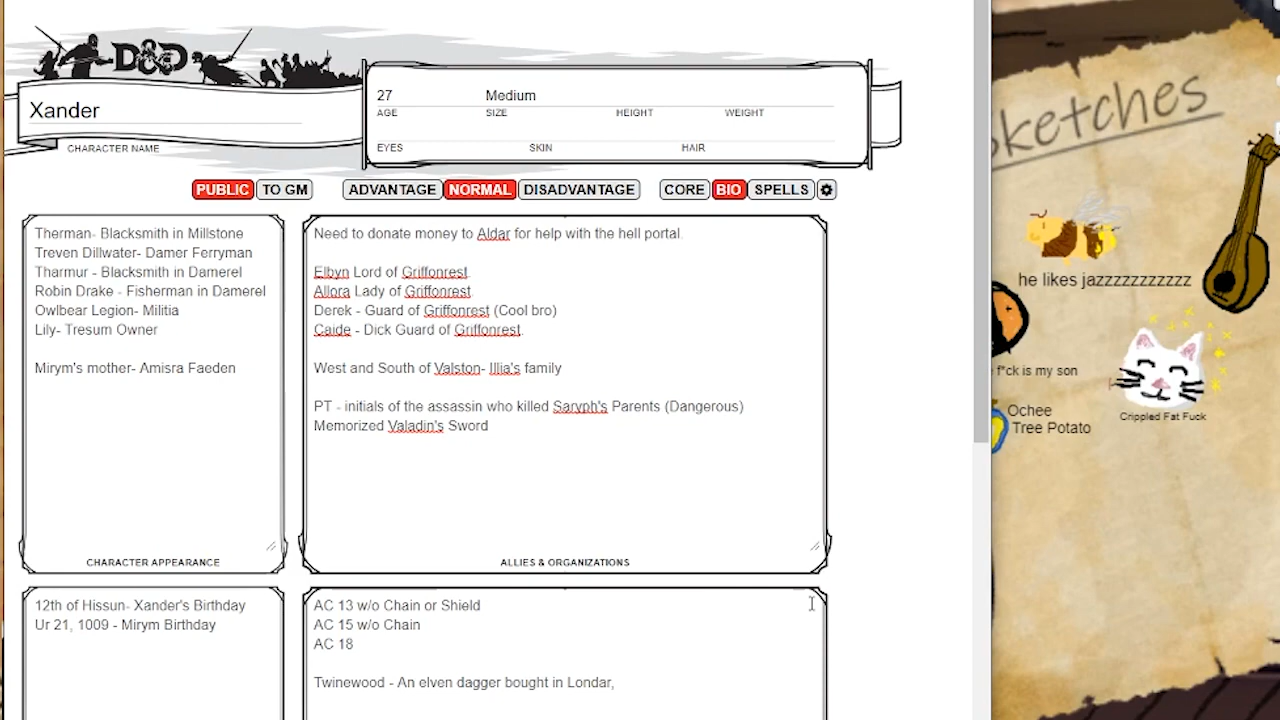 D&D
Xander
CHARACTER NAME
27 Medium
AGE SIZE HEIGHT WEIGHT
EYES SKIN HAIR
PUBLIC TO GM ADVANTAGE NORMAL DISADVANTAGE CORE BIO SPELLS
Therman- Blacksmith in Millstone
Treven Dillwater- Damer Ferryman
Tharmur - Blacksmith in Damerel
Robin Drake - Fisherman in Damerel
Owlbear Legion- Militia
Lily- Tresum Owner
Mirym's mother- Amisra Faeden
CHARACTER APPEARANCE
Need to donate money to Aldar for help with the hell portal.
Elbyn Lord of Griffonrest
Allora Lady of Griffonrest
Derek - Guard of Griffonrest (Cool bro)
Caide - Dick Guard of Griffonrest.
West and South of Valston- Illia's family
PT - initials of the assassin who killed Saryph's Parents (Dangerous)
Memorized Valadin's Sword
ALLIES & ORGANIZATIONS
12th of Hissun- Xander's Birthday
Ur 21, 1009 - Mirym Birthday
AC 13 w/o Chain or Shield
AC 15 w/o Chain
AC 18
Twinewood - An elven dagger bought in Londar,
Sketches
he likes jazzzzzzzzzzz
f*ck is my son
Crippled Fat Fuck
Ochee
Tree Potato